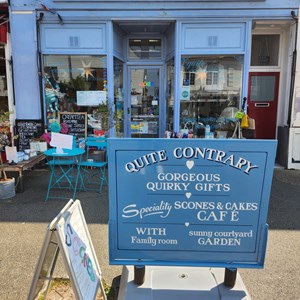 QUITE CONTRARY
GORGEOUS
QUIRKY GIFTS
Speciality SCONES & CAKES
CAFÉ
WITH
Family room
sunny courtyard
GARDEN